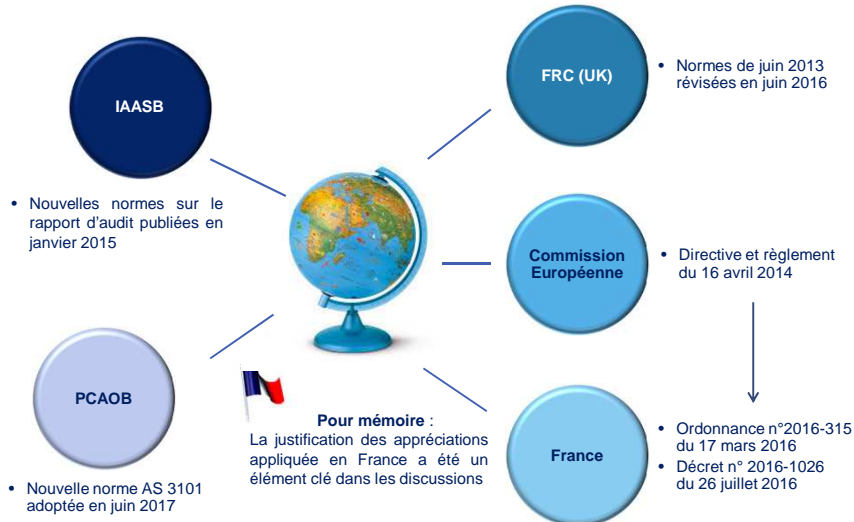 IAASB
• Nouvelles normes sur le
rapport d'audit publiées en
janvier 2015
PCAOB
• Nouvelle norme AS 3101
adoptée en juin 2017
Pour mémoire :
La justification des appréciations
appliquée en France a été un
élément clé dans les discussions
FRC (UK)
• Normes de juin 2013
révisées en juin 2016
Commission
Européenne
• Directive et règlement
du 16 avril 2014
France
• Ordonnance n°2016-315
du 17 mars 2016
• Décret n° 2016-1026
du 26 juillet 2016